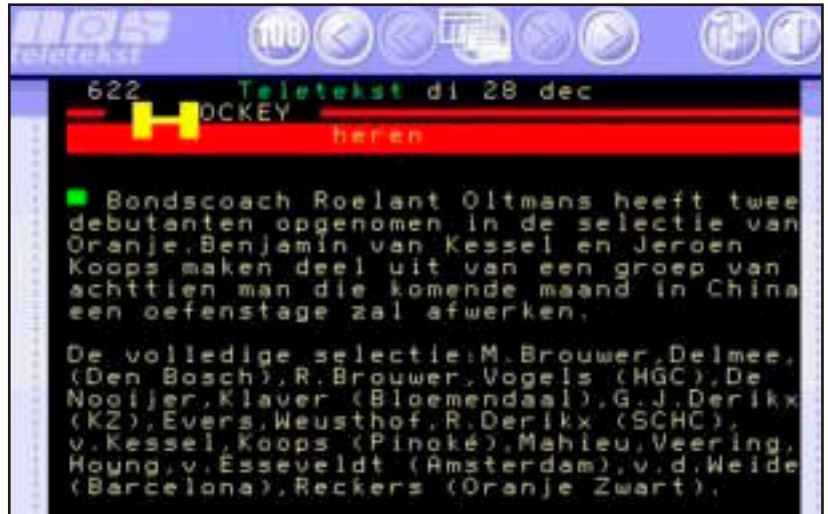 nos
teletekst
100
622 Teletekst di 28 dec
HOCKEY
heren
Bondscoach Roelant Oltmans heeft twee
debutanten opgenomen in de selectie van
Oranje.Benjamin van Kessel en Jeroen
Koops maken deel uit van een groep van
achttien man die komende maand in China
een oefenstage zal afwerken.
De volledige selectie:M.Brouwer,Delmee,
(Den Bosch),R.Brouwer,Vogels (HGC),De
Nooijer,Klaver (Bloemendaal),G.J.Derikx
(KZ),Evers,Weusthof,R.Derikx (SCHC),
v.Kessel,Koops (Pinoké),Mahieu,Veering,
Hoyng,v.Esseveldt (Amsterdam),v.d.Weide
(Barcelona),Reckers (Oranje Zwart).